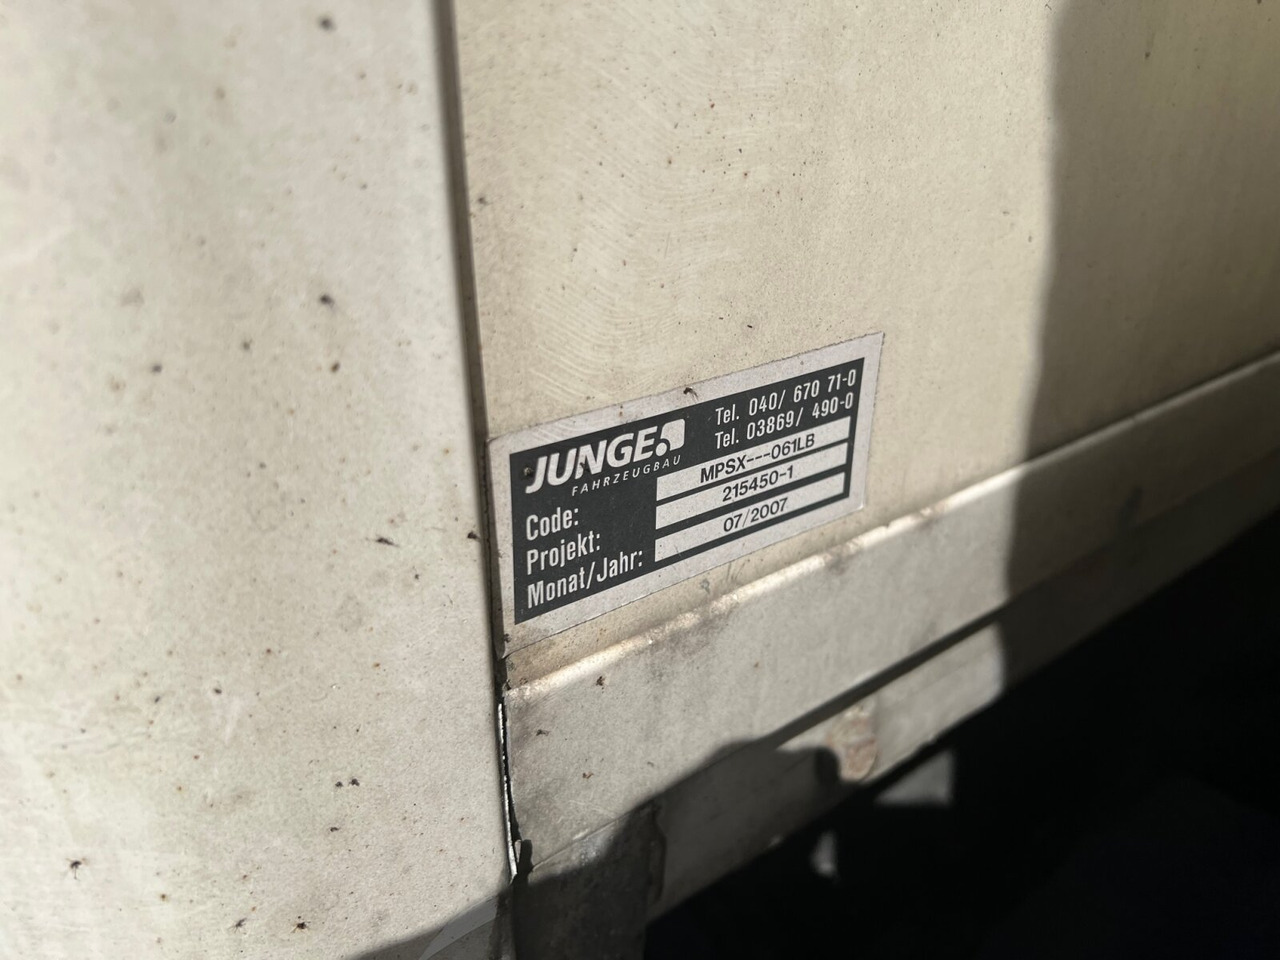 JUNGE
FAHRZEUGBAU
Tel. 040/ 670 71-0
Tel. 03869/ 490-0
Code: MPSX---061LB
Projekt: 215450-1
Monat/Jahr: 07/2007